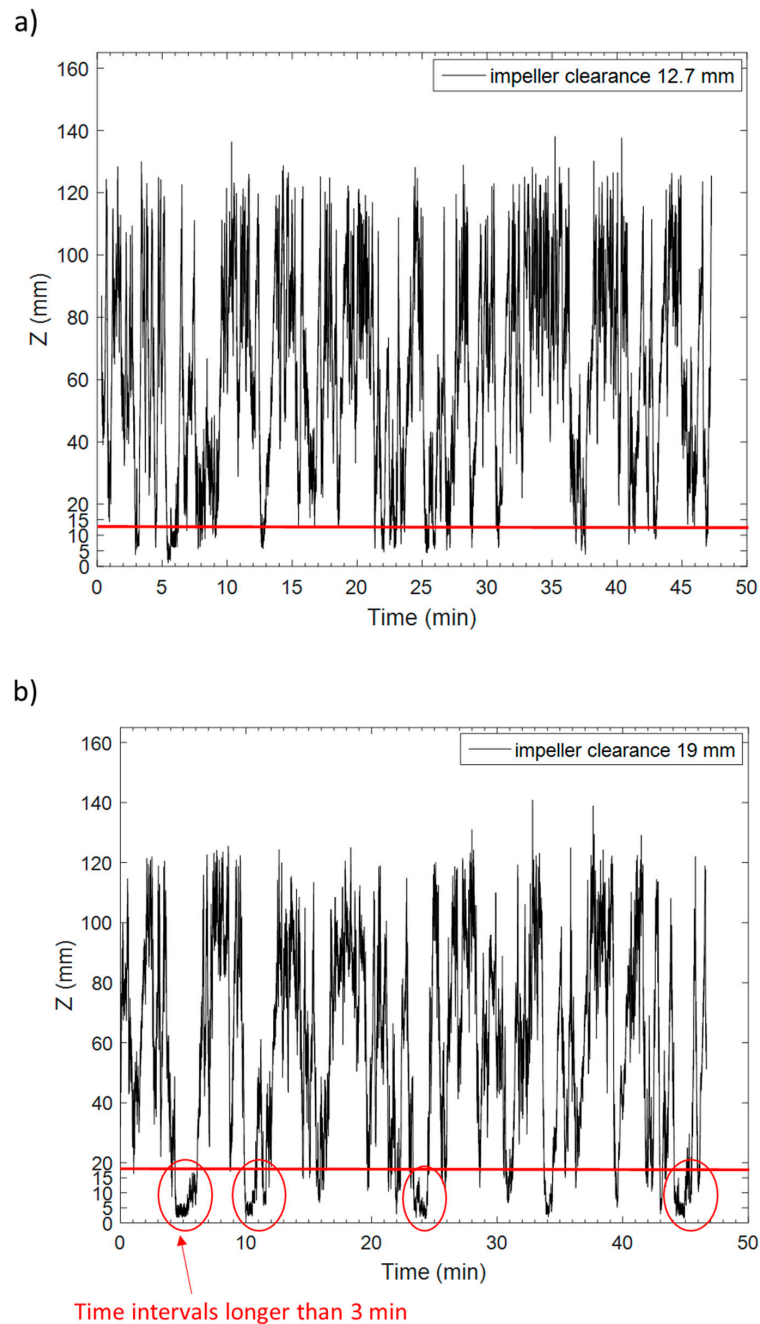 a)
160
140
120
100
80
60
40
20
15
10
5
0
Z (mm)
impeller clearance 12.7 mm
0 5 10 15 20 25 30 35 40 45 50
Time (min)
b)
160
140
120
100
80
60
40
20
15
10
5
0
Z (mm)
impeller clearance 19 mm
0 10 20 30 40 50
Time (min)
Time intervals longer than 3 min